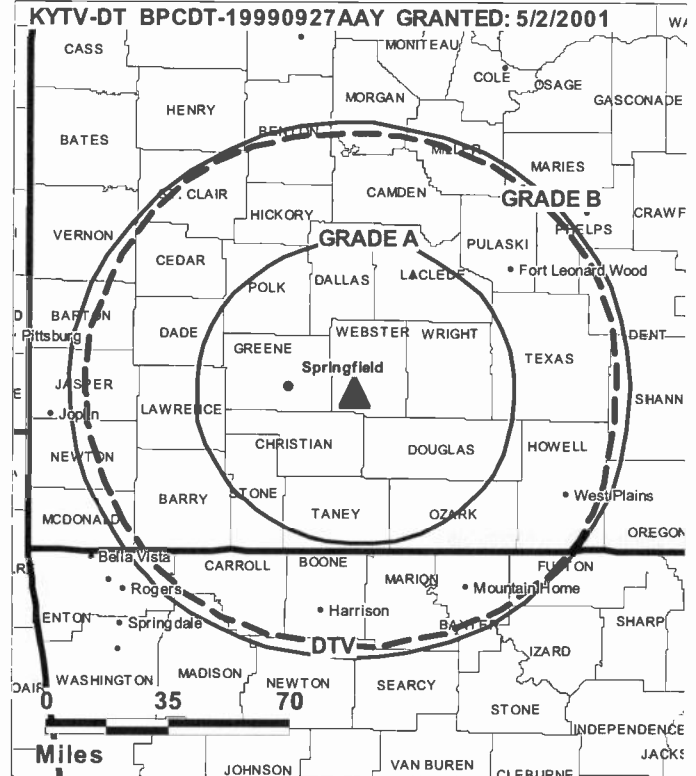 KYTV-DT BPCDT-19990927AAY GRANTED: 5/2/2001
CASS
MONITEAU
COLE
OSAGE
GASCONADE
HENRY
MORGAN
BATES
BENTON
MILLER
MARIES
CLAIR
CAMDEN
GRADE B
HICKORY
CRAWF
VERNON
PHELPS
GRADE A
PULASKI
CEDAR
Fort Leonard Wood
POLK
DALLAS
LACLEDE
BARTON
Pittsburg
DADE
WEBSTER
WRIGHT
DENT
GREENE
TEXAS
Springfield
JASPER
SHANN
Joplin
LAWRENCE
CHRISTIAN
DOUGLAS
HOWELL
NEWTON
STONE
West Plains
BARRY
TANEY
OZARK
MCDONALD
OREGON
Bella Vista
CARROLL
BOONE
FULTON
MARION
Rogers
Mountain Home
Harrison
ENTON
Springdale
BAXTER
SHARP
DTV
IZARD
WASHINGTON
MADISON
NEWTON
SEARCY
0 35 70
STONE
INDEPENDENCE
Miles
JACKS
JOHNSON
VAN BUREN
CLEBURNE